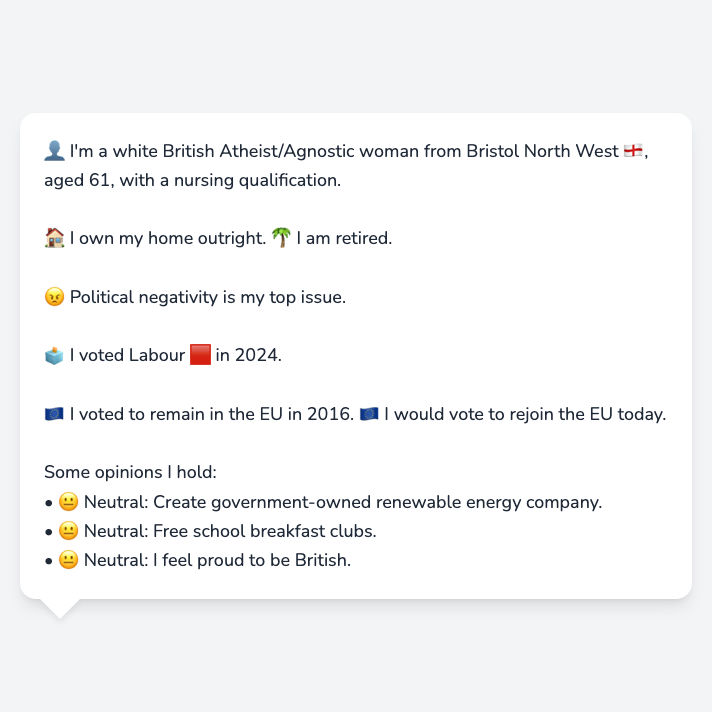 👤 I'm a white British Atheist/Agnostic woman from Bristol North West 🏴󠁧󠁢󠁥󠁮󠁧󠁿,
aged 61, with a nursing qualification.
🏠 I own my home outright. 🌴 I am retired.
😠 Political negativity is my top issue.
🗳️ I voted Labour 🟥 in 2024.
🇪🇺 I voted to remain in the EU in 2016. 🇪🇺 I would vote to rejoin the EU today.
Some opinions I hold:
• 😐 Neutral: Create government-owned renewable energy company.
• 😐 Neutral: Free school breakfast clubs.
• 😐 Neutral: I feel proud to be British.